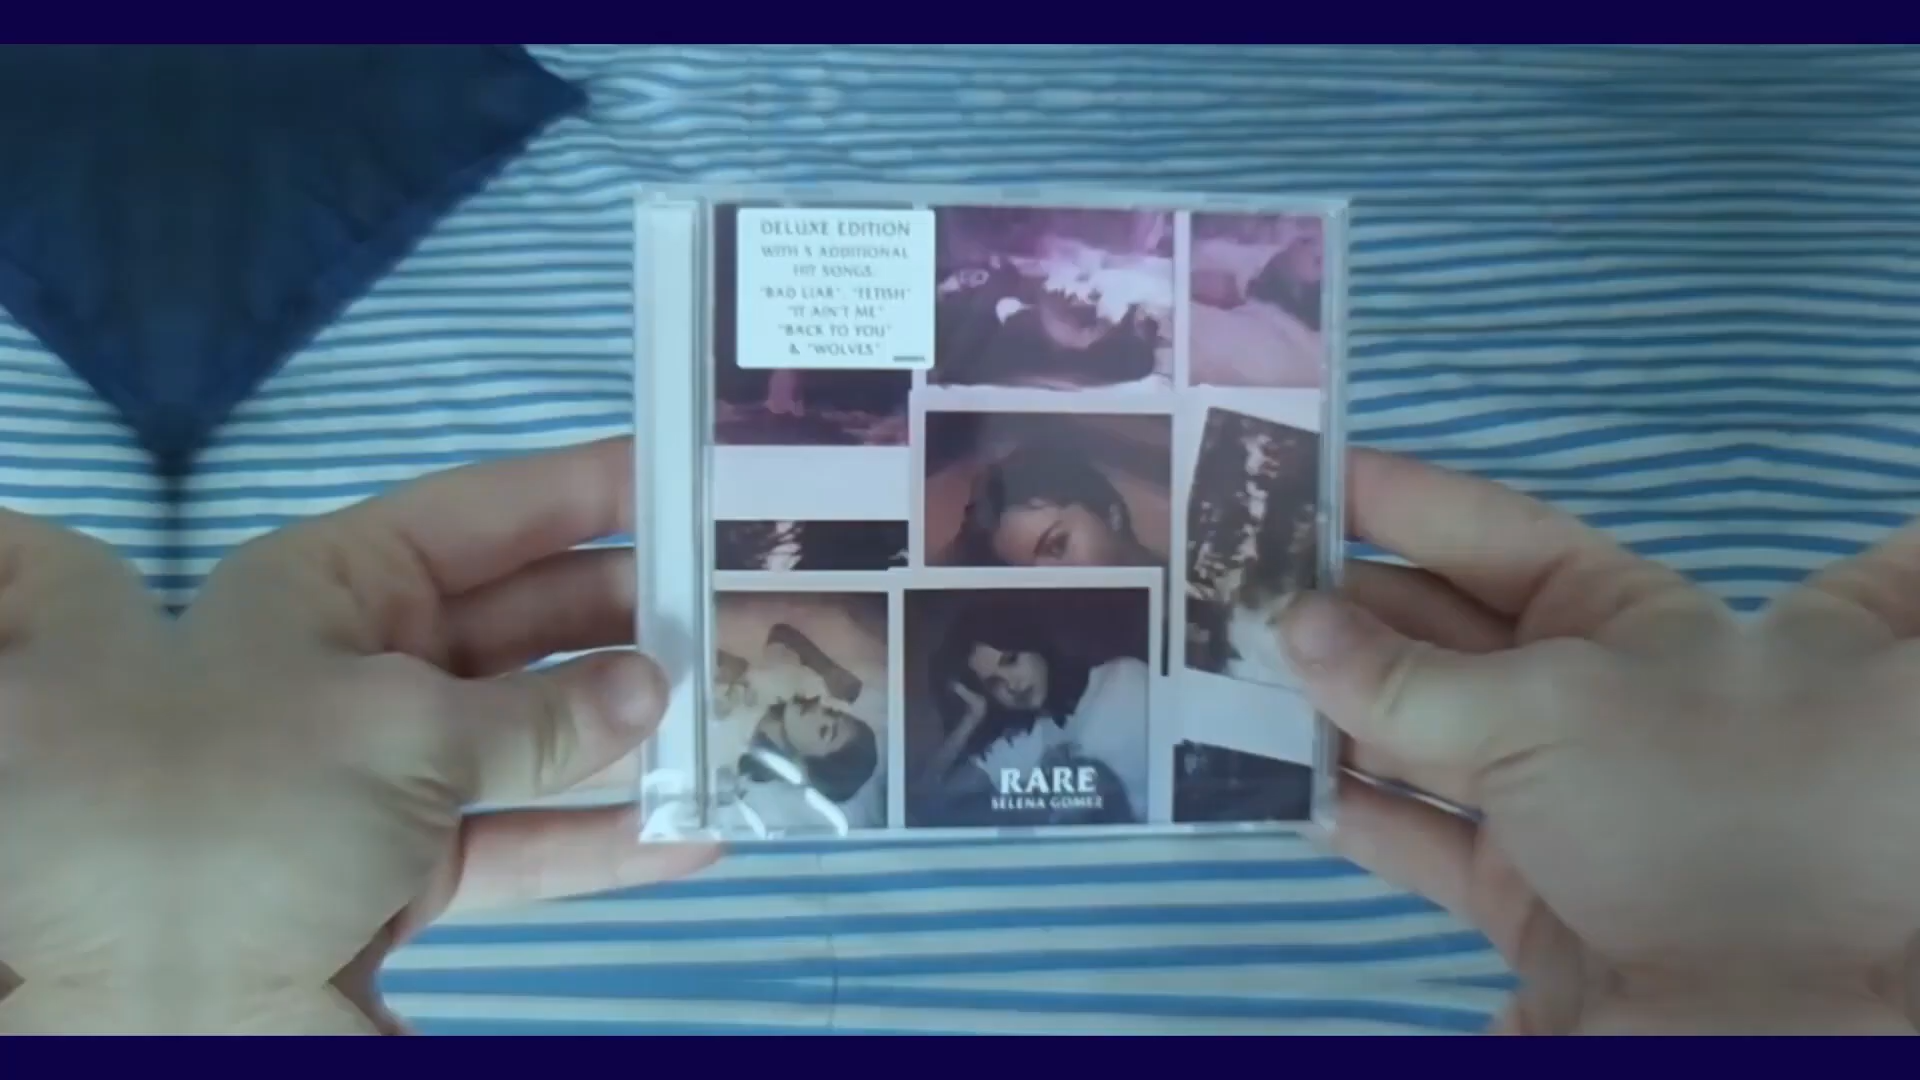 DELUXE EDITION
WITH 5 ADDITIONAL
HIT SONGS:
"BAD LIAR", "FETISH"
"IT AIN'T ME"
"BACK TO YOU"
& "WOLVES"
RARE
SELENA GOMEZ